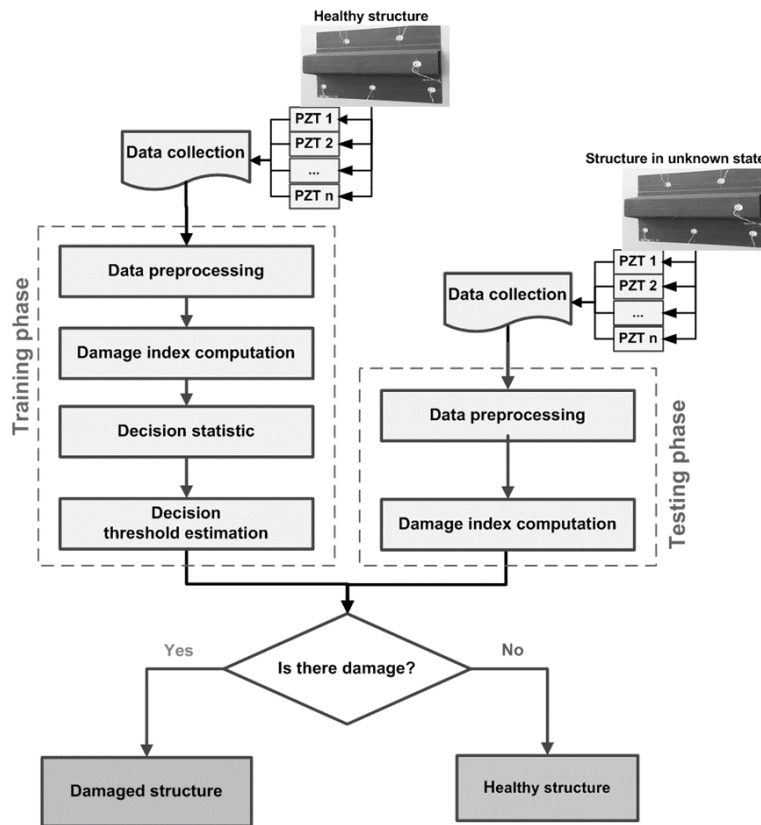 Healthy structure
PZT 1
PZT 2
...
PZT n
Data collection
Structure in unknown state
PZT 1
PZT 2
...
PZT n
Data collection
Training phase
Data preprocessing
Damage index computation
Decision statistic
Decision
threshold estimation
Testing phase
Data preprocessing
Damage index computation
Is there damage?
Yes
No
Damaged structure
Healthy structure